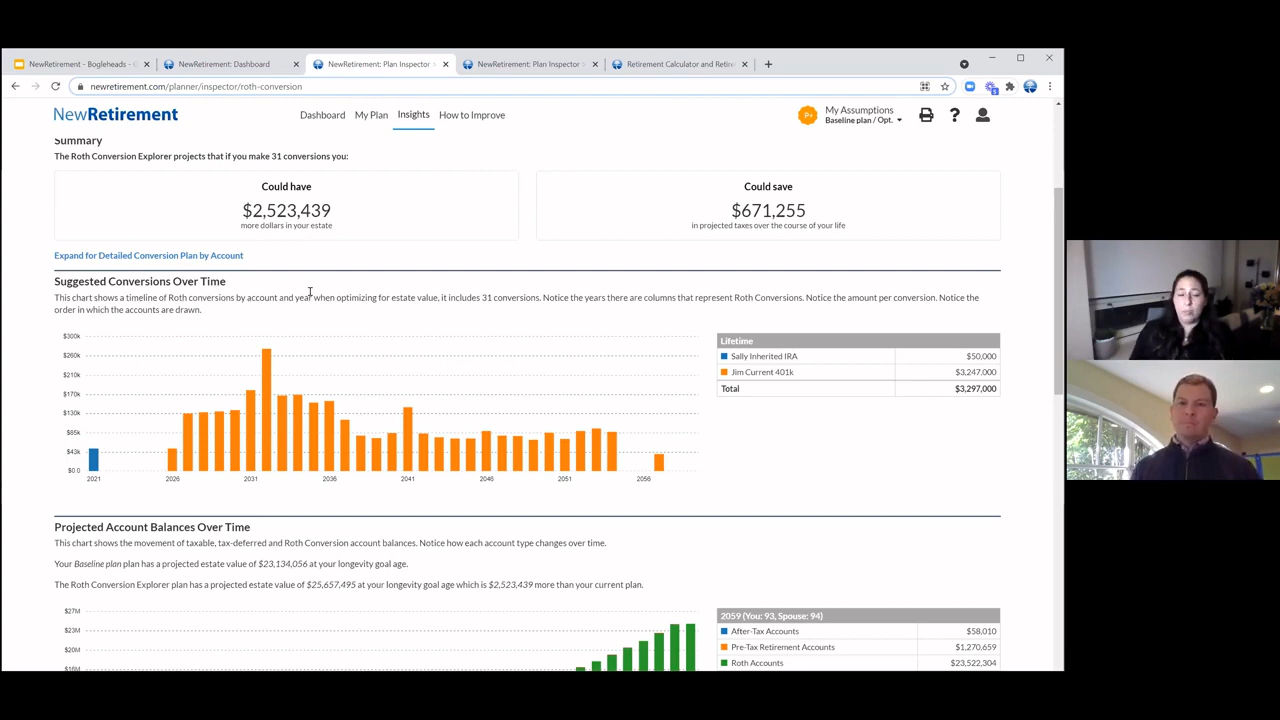 NewRetirement - Bogleheads -
NewRetirement: Dashboard
NewRetirement: Plan Inspector
NewRetirement: Plan Inspector
Retirement Calculator and Retire
newretirement.com/planner/inspector/roth-conversion
NewRetirement
Dashboard
My Plan
Insights
How to Improve
P+
My Assumptions
Baseline plan / Opt.
Summary
The Roth Conversion Explorer projects that if you make 31 conversions you:
Could have
$2,523,439
more dollars in your estate
Could save
$671,255
in projected taxes over the course of your life
Expand for Detailed Conversion Plan by Account
Suggested Conversions Over Time
This chart shows a timeline of Roth conversions by account and year when optimizing for estate value, it includes 31 conversions. Notice the years there are columns that represent Roth Conversions. Notice the amount per conversion. Notice the
order in which the accounts are drawn.
$300k
$260k
$210k
$170k
$130k
$85k
$43k
$0.0
2021 2026 2031 2036 2041 2046 2051 2056
Lifetime
Sally Inherited IRA $50,000
Jim Current 401k $3,247,000
Total $3,297,000
Projected Account Balances Over Time
This chart shows the movement of taxable, tax-deferred and Roth Conversion account balances. Notice how each account type changes over time.
Your Baseline plan plan has a projected estate value of $23,134,056 at your longevity goal age.
The Roth Conversion Explorer plan has a projected estate value of $25,657,495 at your longevity goal age which is $2,523,439 more than your current plan.
$27M
$23M
$20M
$16M
2059 (You: 93, Spouse: 94)
After-Tax Accounts $58,010
Pre-Tax Retirement Accounts $1,270,659
Roth Accounts $23,522,304